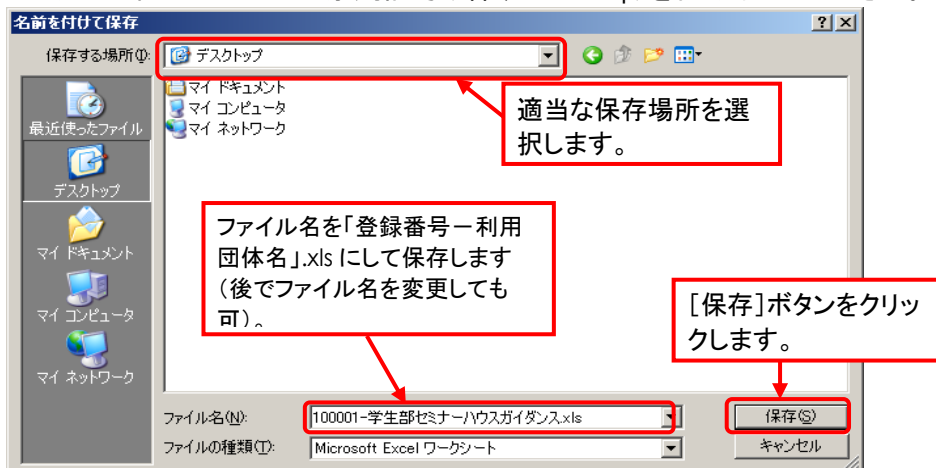 名前を付けて保存
保存する場所(I):
デスクトップ
マイ ドキュメント
マイ コンピュータ
マイ ネットワーク
適当な保存場所を選
択します。
最近使ったファイル
デスクトップ
マイ ドキュメント
マイ コンピュータ
マイ ネットワーク
ファイル名を「登録番号－利用
団体名」.xls にして保存します
（後でファイル名を変更しても
可）。
［保存］ボタンをクリッ
クします。
ファイル名(N):
100001-学生部セミナーハウスガイダンス.xls
保存(S)
ファイルの種類(T):
Microsoft Excel ワークシート
キャンセル